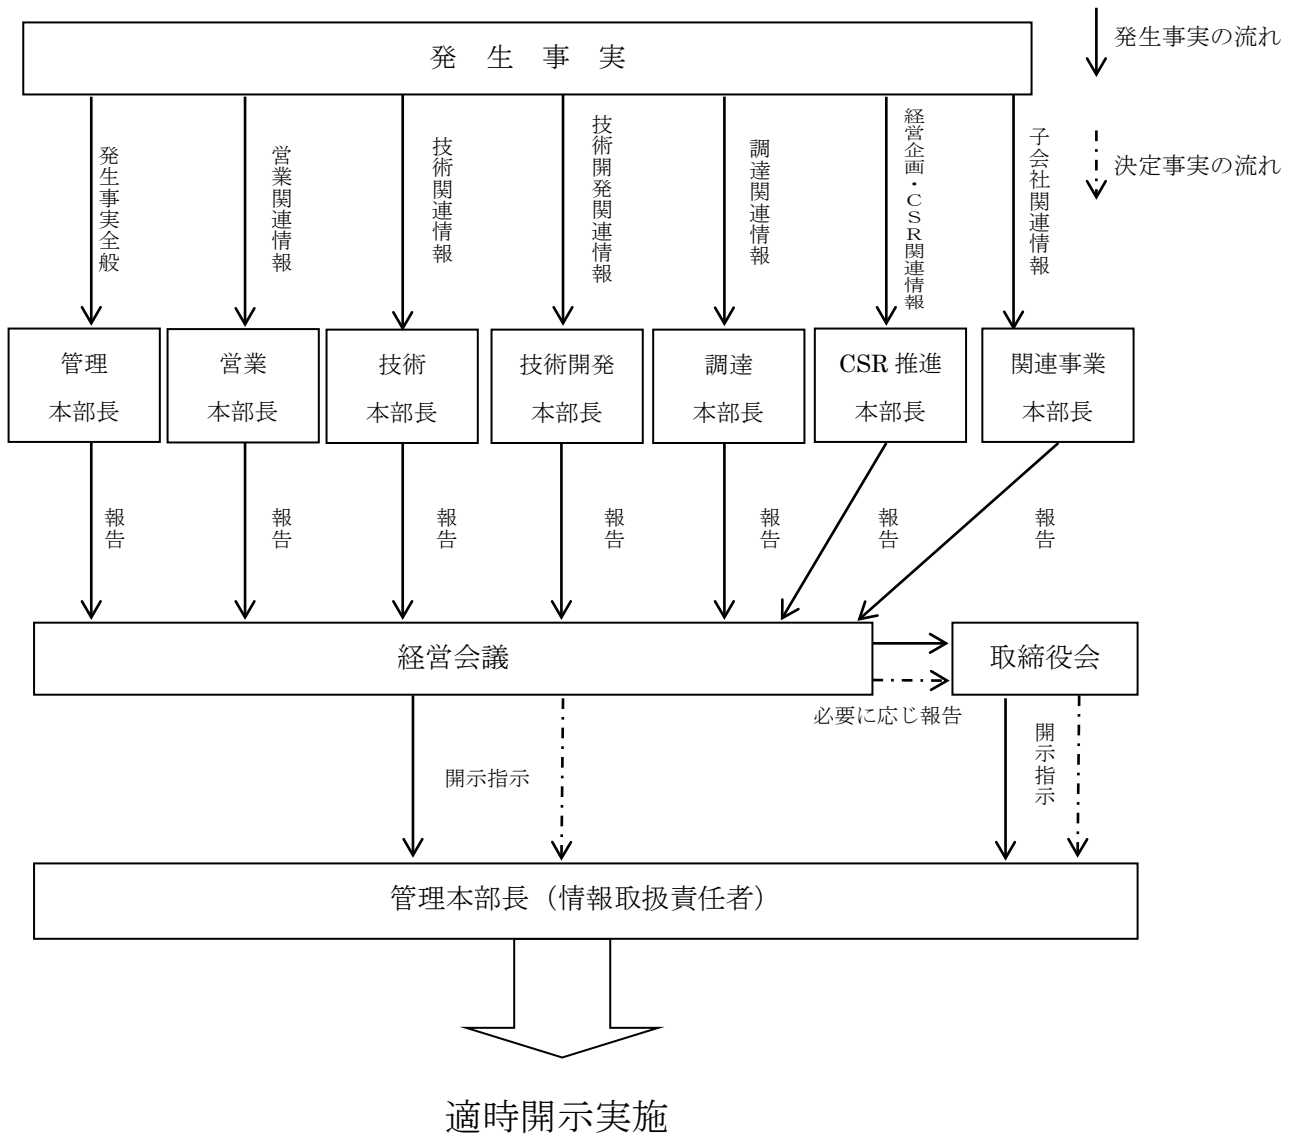 発生事実
発生事実の流れ
決定事実の流れ
発生事実全般
営業関連情報
技術関連情報
技術開発関連情報
調達関連情報
経営企画・CSR関連情報
子会社関連情報
管理
本部長
営業
本部長
技術
本部長
技術開発
本部長
調達
本部長
CSR推進
本部長
関連事業
本部長
報告
報告
報告
報告
報告
報告
報告
経営会議
取締役会
必要に応じ報告
開示指示
開示指示
管理本部長（情報取扱責任者）
適時開示実施